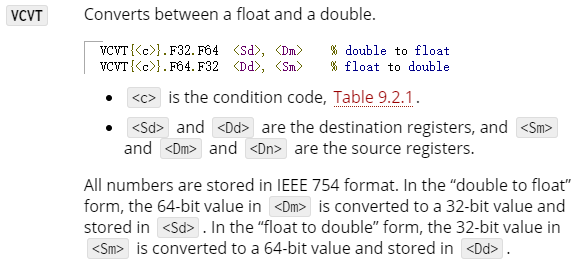 VCVT Converts between a float and a double.
VCVT{<c>}.F32.F64 <Sd>, <Dm> % double to float
VCVT{<c>}.F64.F32 <Dd>, <Sm> % float to double
• <c> is the condition code, Table 9.2.1.
• <Sd> and <Dd> are the destination registers, and <Sm>
and <Dm> and <Dn> are the source registers.
All numbers are stored in IEEE 754 format. In the “double to float”
form, the 64-bit value in <Dm> is converted to a 32-bit value and
stored in <Sd>. In the “float to double” form, the 32-bit value in
<Sm> is converted to a 64-bit value and stored in <Dd>.